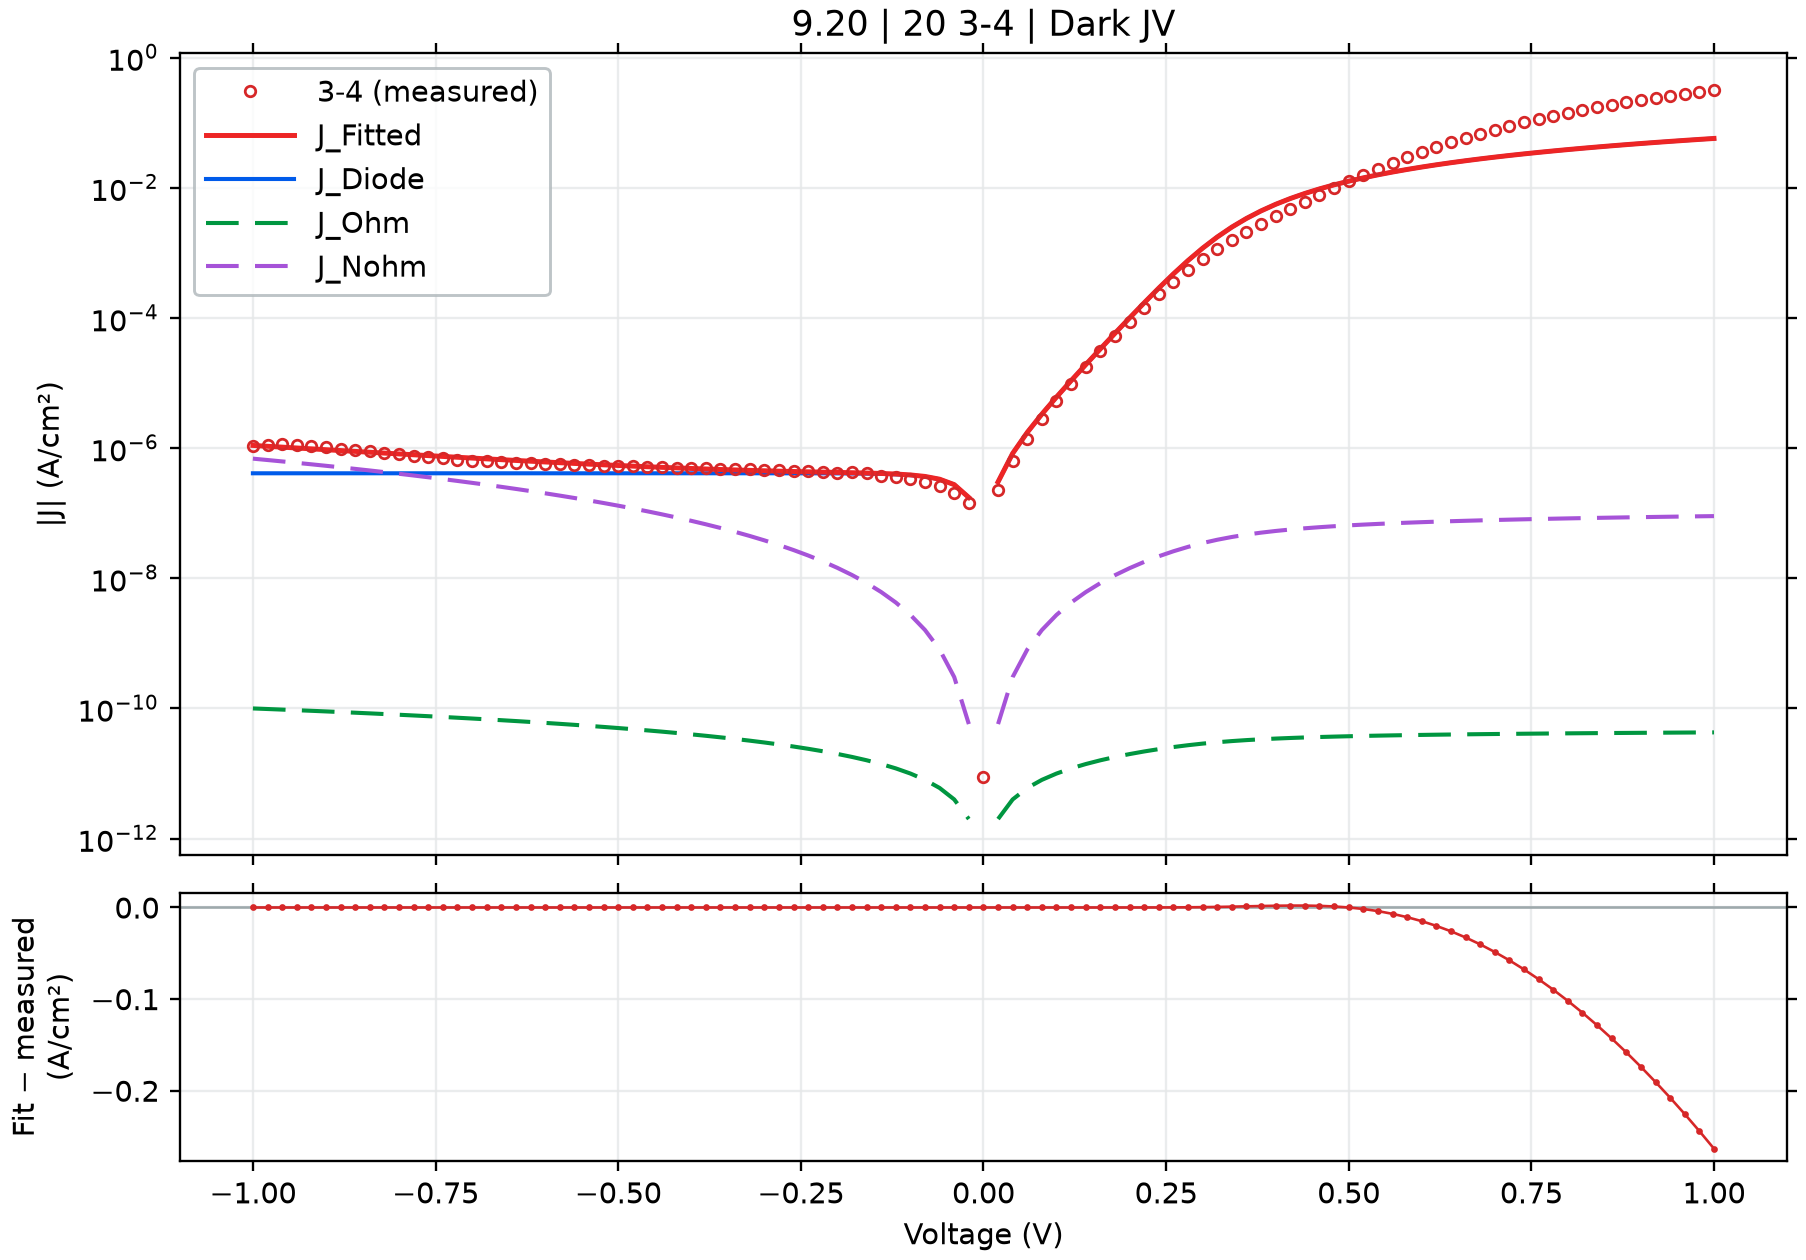 9.20 | 20 3-4 | Dark JV
3-4 (measured)
J_Fitted
J_Diode
J_Ohm
J_Nohm
|J| (A/cm²)
10⁰
10⁻²
10⁻⁴
10⁻⁶
10⁻⁸
10⁻¹⁰
10⁻¹²
Fit − measured
(A/cm²)
0.0
−0.1
−0.2
−1.00
−0.75
−0.50
−0.25
0.00
0.25
0.50
0.75
1.00
Voltage (V)